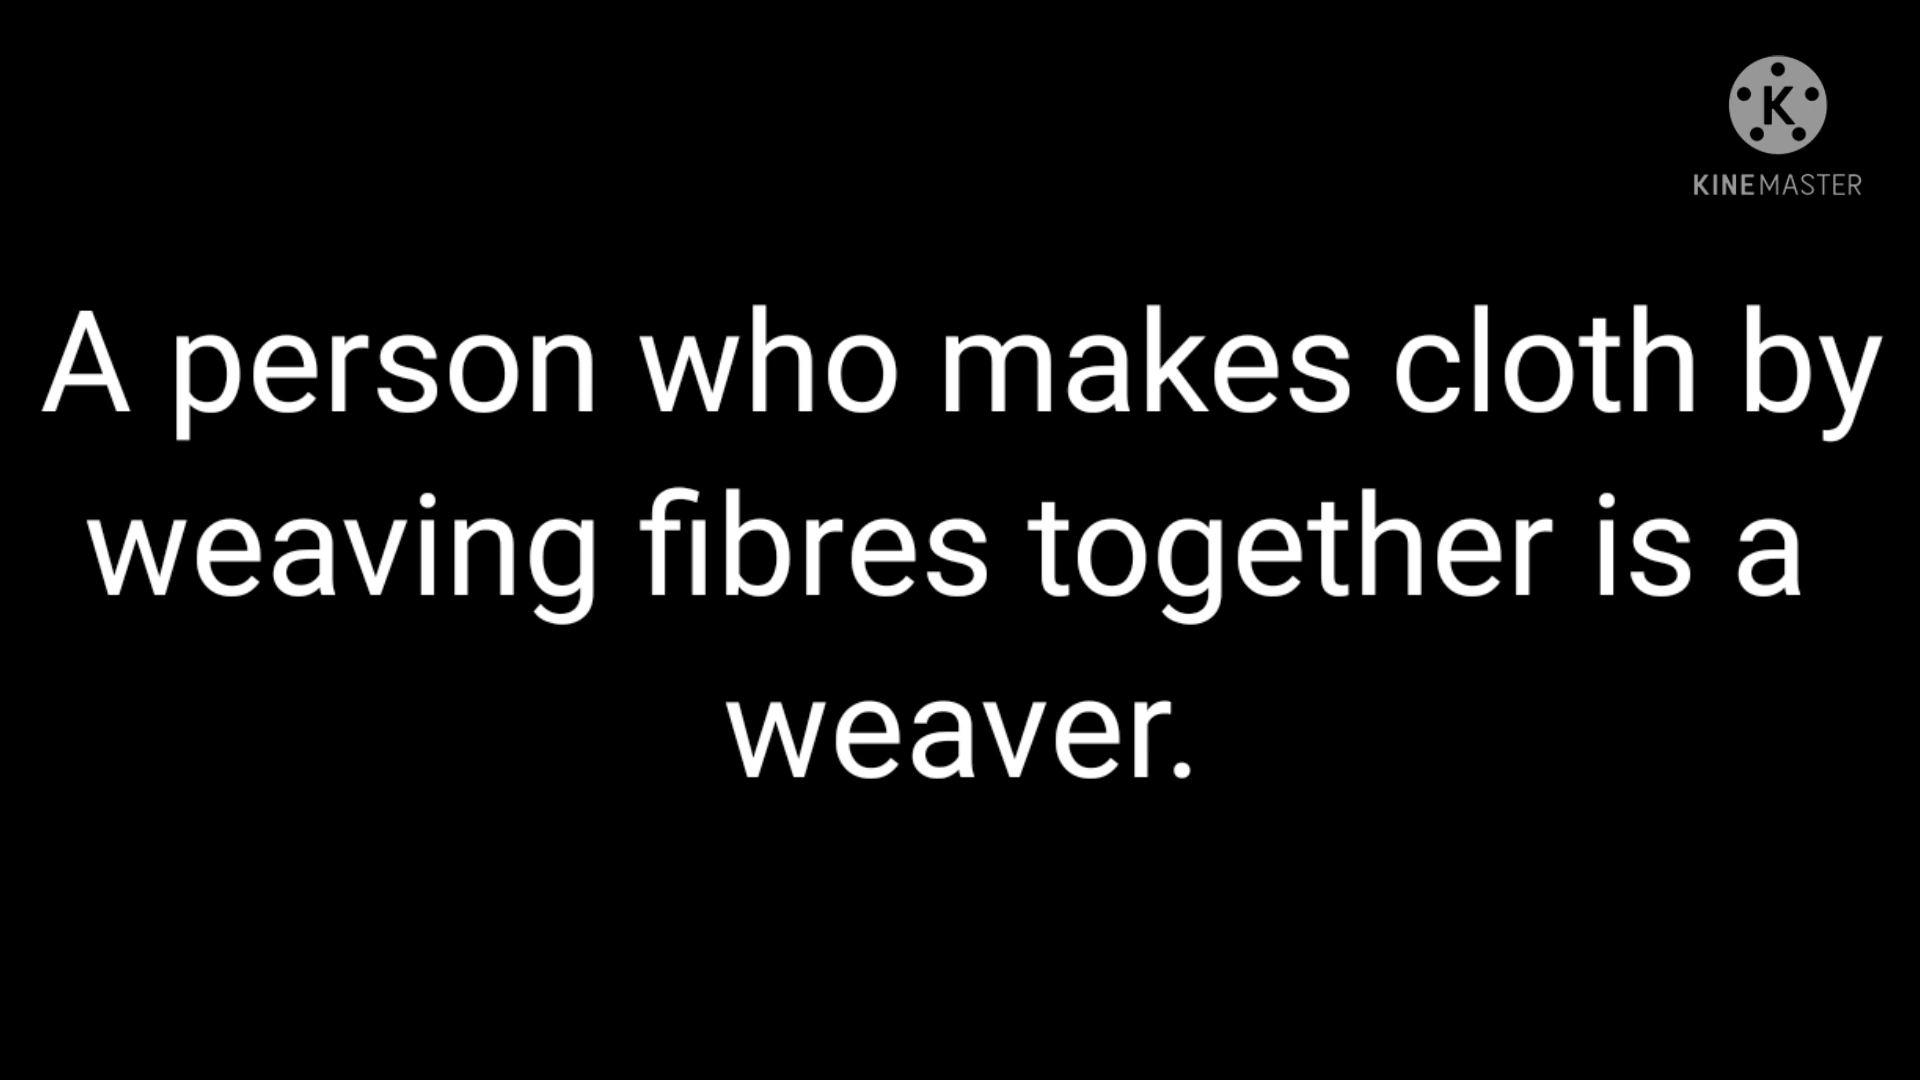 K
KINEMASTER
A person who makes cloth by
weaving fibres together is a
weaver.